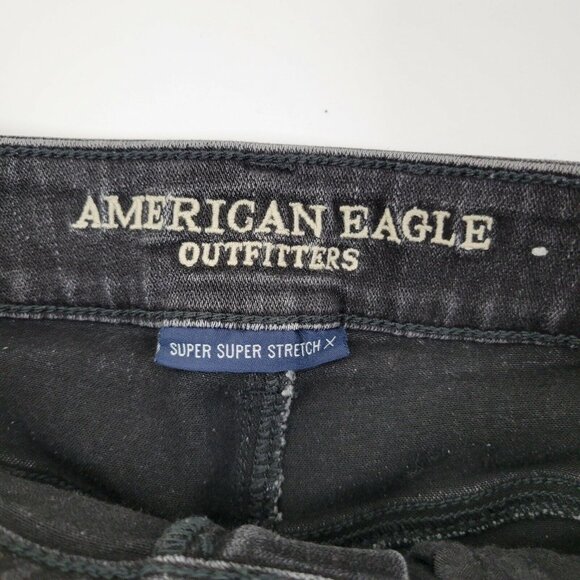 AMERICAN EAGLE
OUTFITTERS
SUPER SUPER STRETCH X